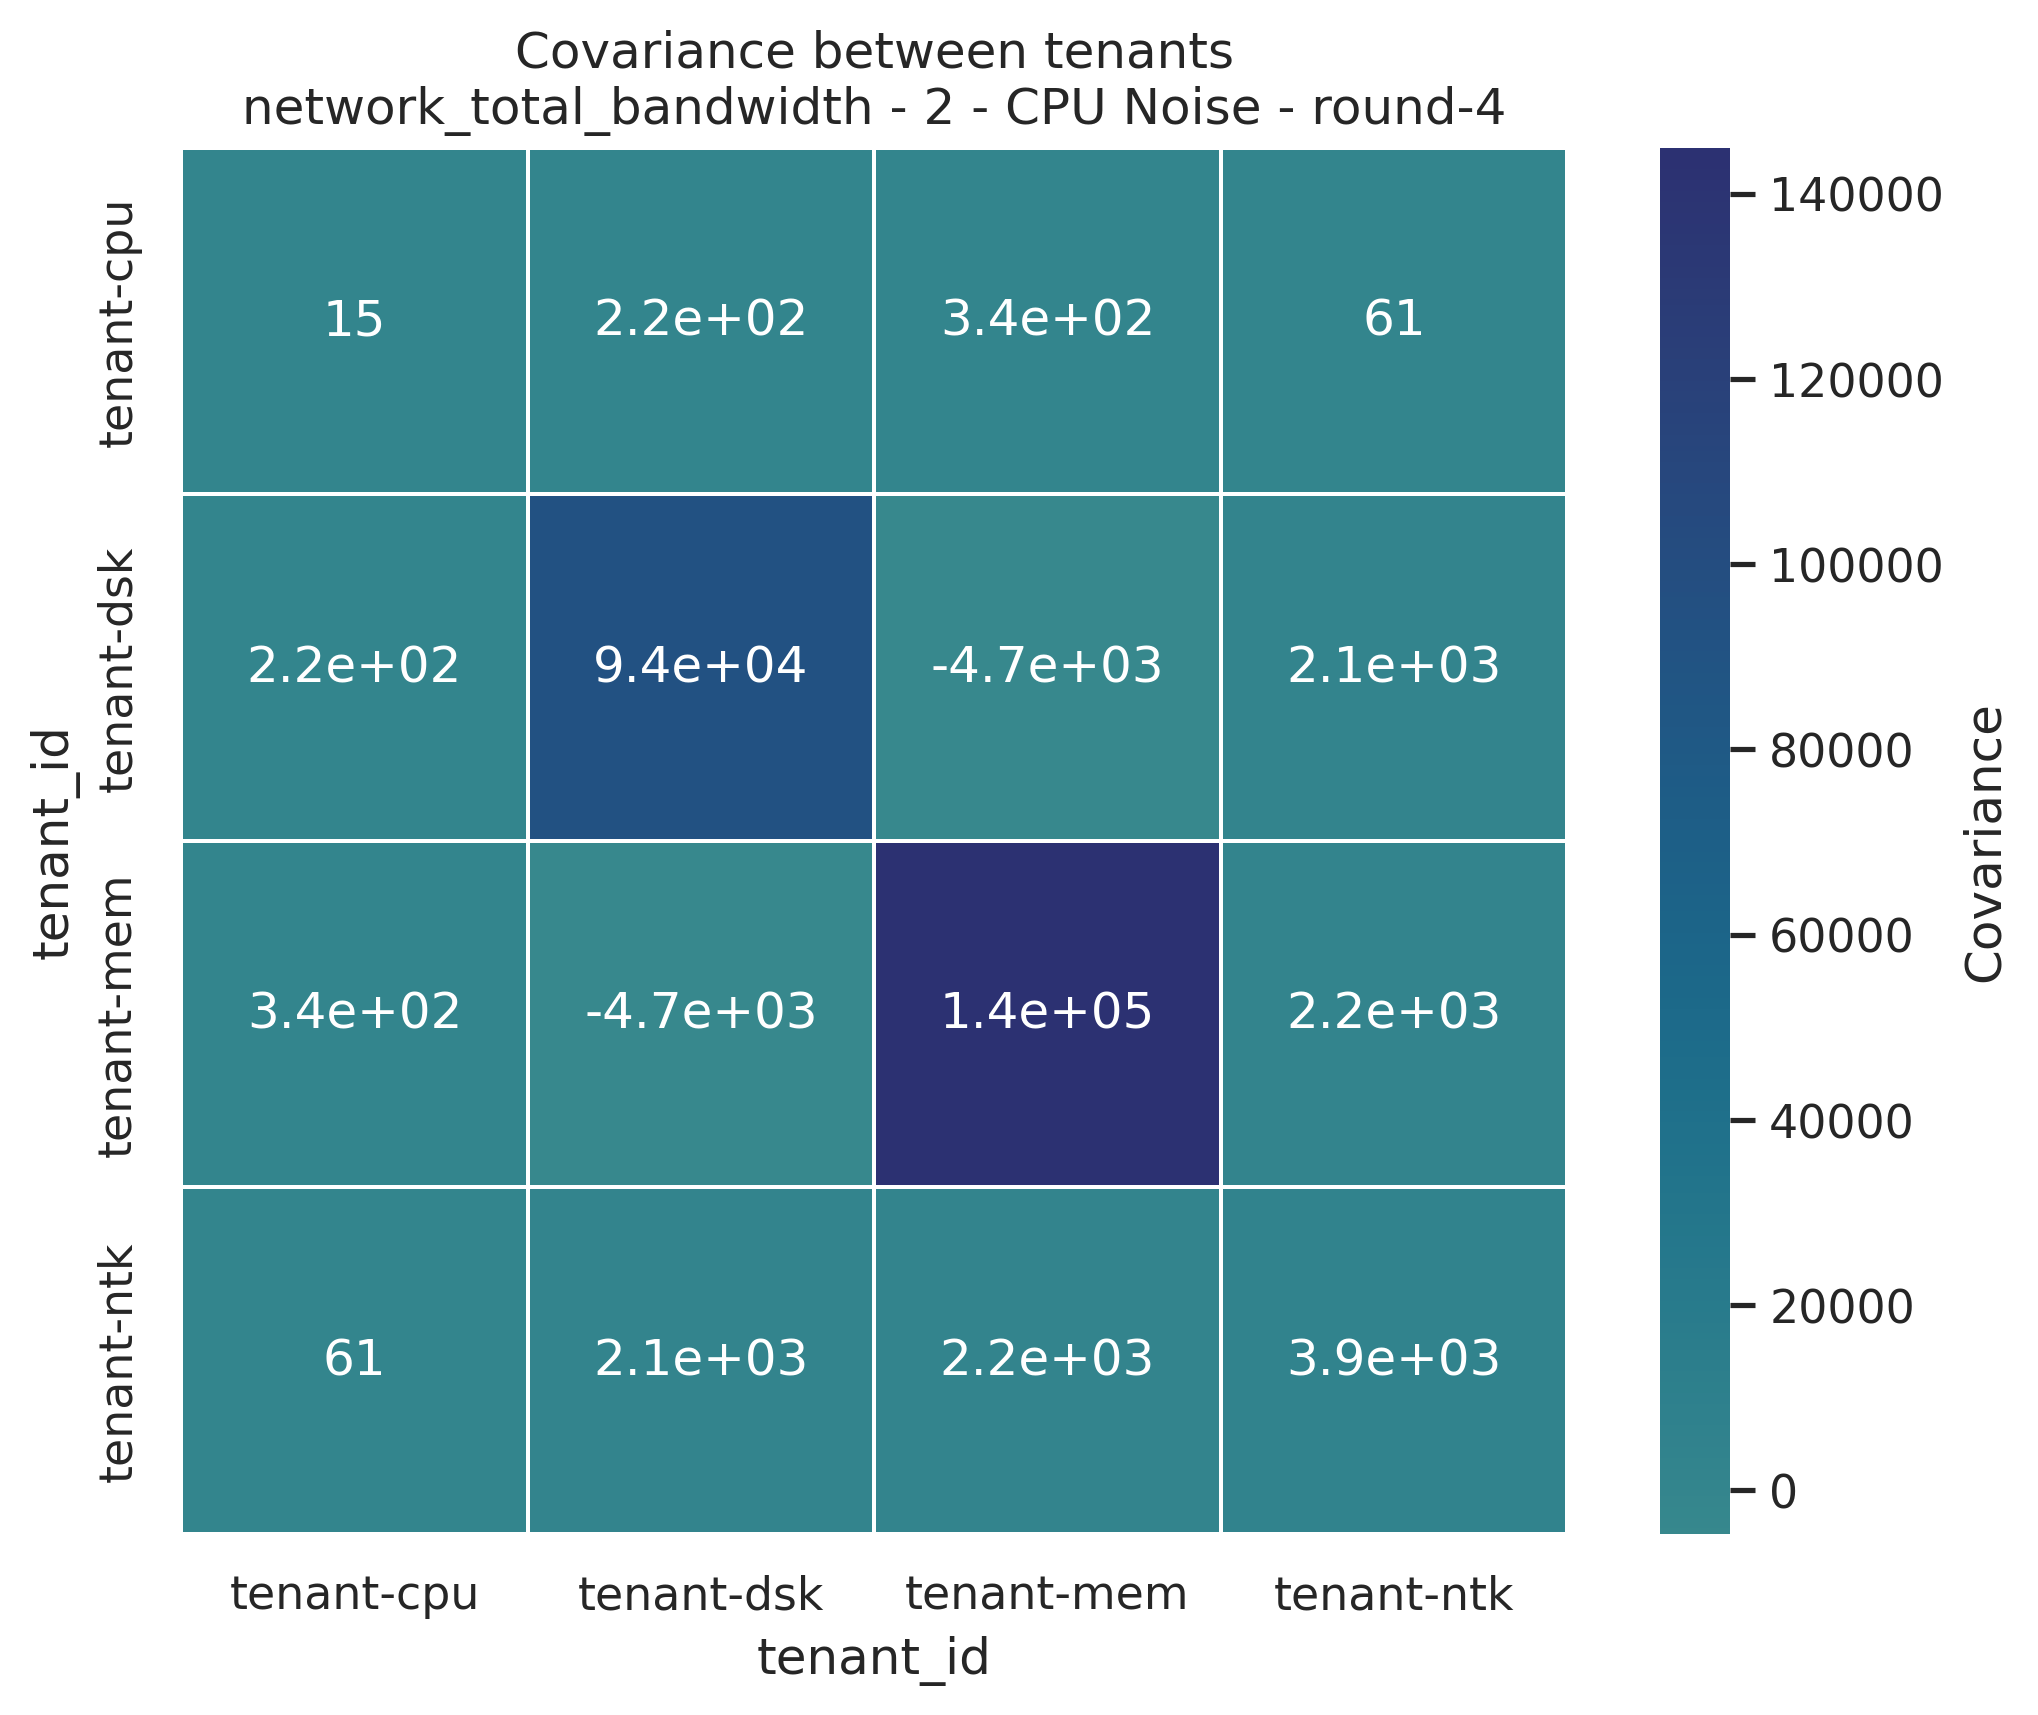 Covariance between tenants
network_total_bandwidth - 2 - CPU Noise - round-4
tenant_id
tenant-cpu
15 2.2e+02 3.4e+02 61
tenant-dsk
2.2e+02 9.4e+04 -4.7e+03 2.1e+03
tenant-mem
3.4e+02 -4.7e+03 1.4e+05 2.2e+03
tenant-ntk
61 2.1e+03 2.2e+03 3.9e+03
tenant-cpu tenant-dsk tenant-mem tenant-ntk
tenant_id
140000
120000
100000
80000
60000
40000
20000
0
Covariance